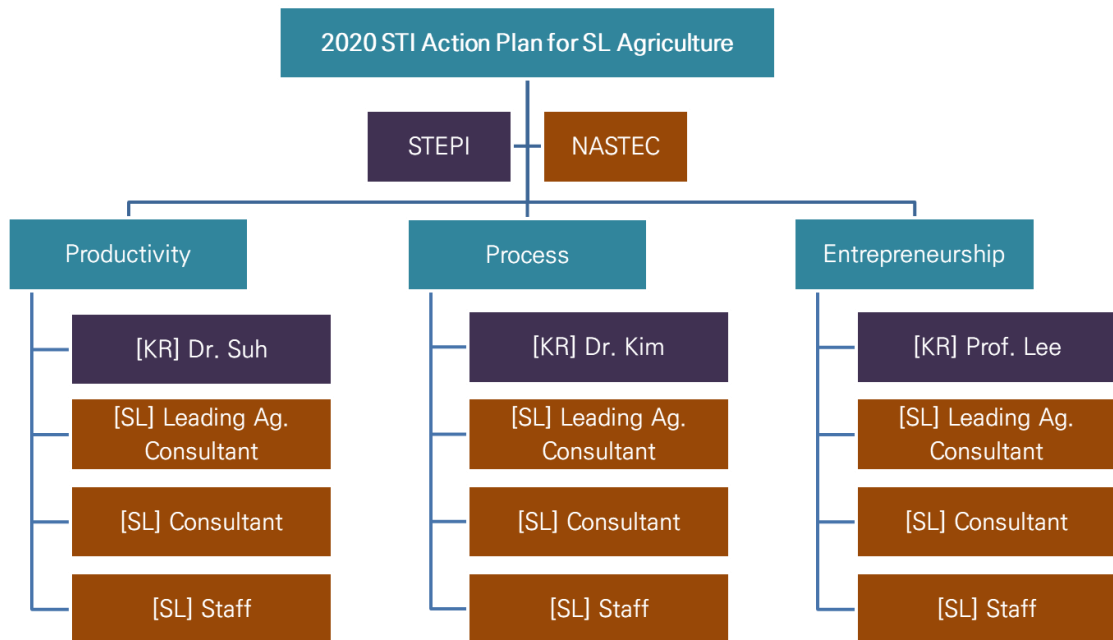 2020 STI Action Plan for SL Agriculture
STEPI
NASTEC
Productivity
Process
Entrepreneurship
[KR] Dr. Suh
[SL] Leading Ag.
Consultant
[SL] Consultant
[SL] Staff
[KR] Dr. Kim
[SL] Leading Ag.
Consultant
[SL] Consultant
[SL] Staff
[KR] Prof. Lee
[SL] Leading Ag.
Consultant
[SL] Consultant
[SL] Staff